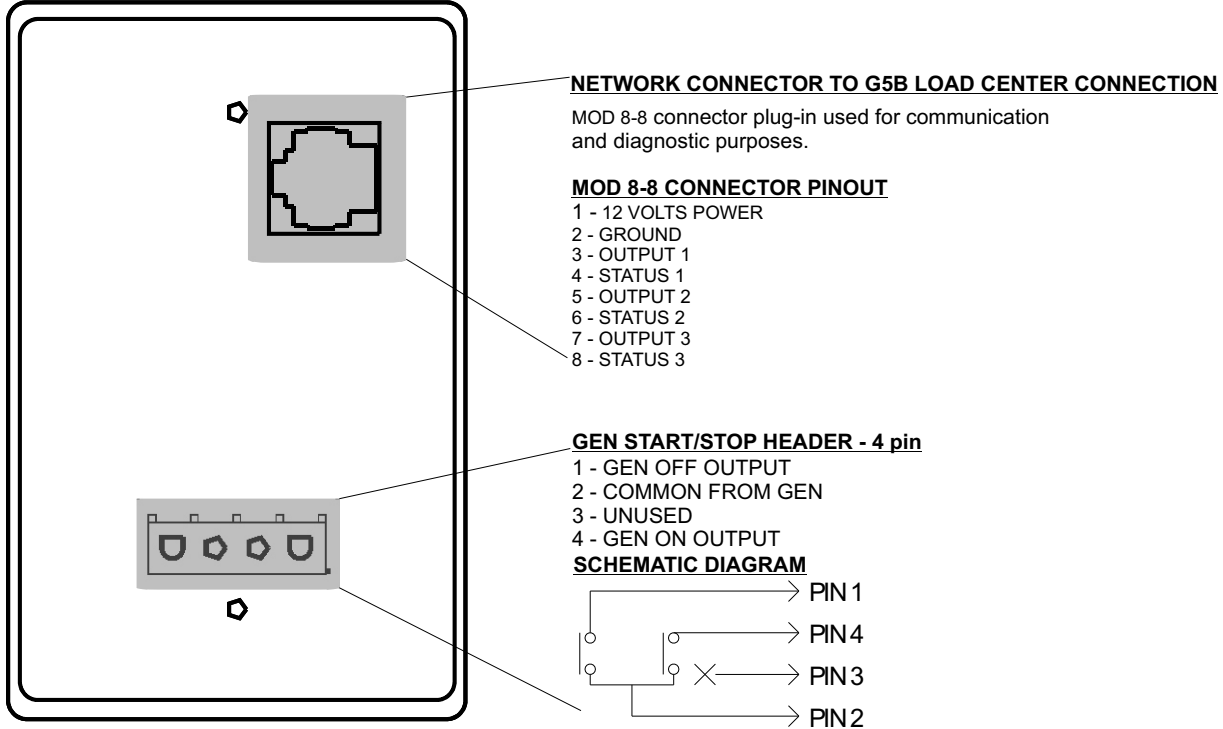 NETWORK CONNECTOR TO G5B LOAD CENTER CONNECTION
MOD 8-8 connector plug-in used for communication
and diagnostic purposes.
MOD 8-8 CONNECTOR PINOUT
1 - 12 VOLTS POWER
2 - GROUND
3 - OUTPUT 1
4 - STATUS 1
5 - OUTPUT 2
6 - STATUS 2
7 - OUTPUT 3
8 - STATUS 3
GEN START/STOP HEADER - 4 pin
1 - GEN OFF OUTPUT
2 - COMMON FROM GEN
3 - UNUSED
4 - GEN ON OUTPUT
SCHEMATIC DIAGRAM
PIN 1
PIN 4
PIN 3
PIN 2